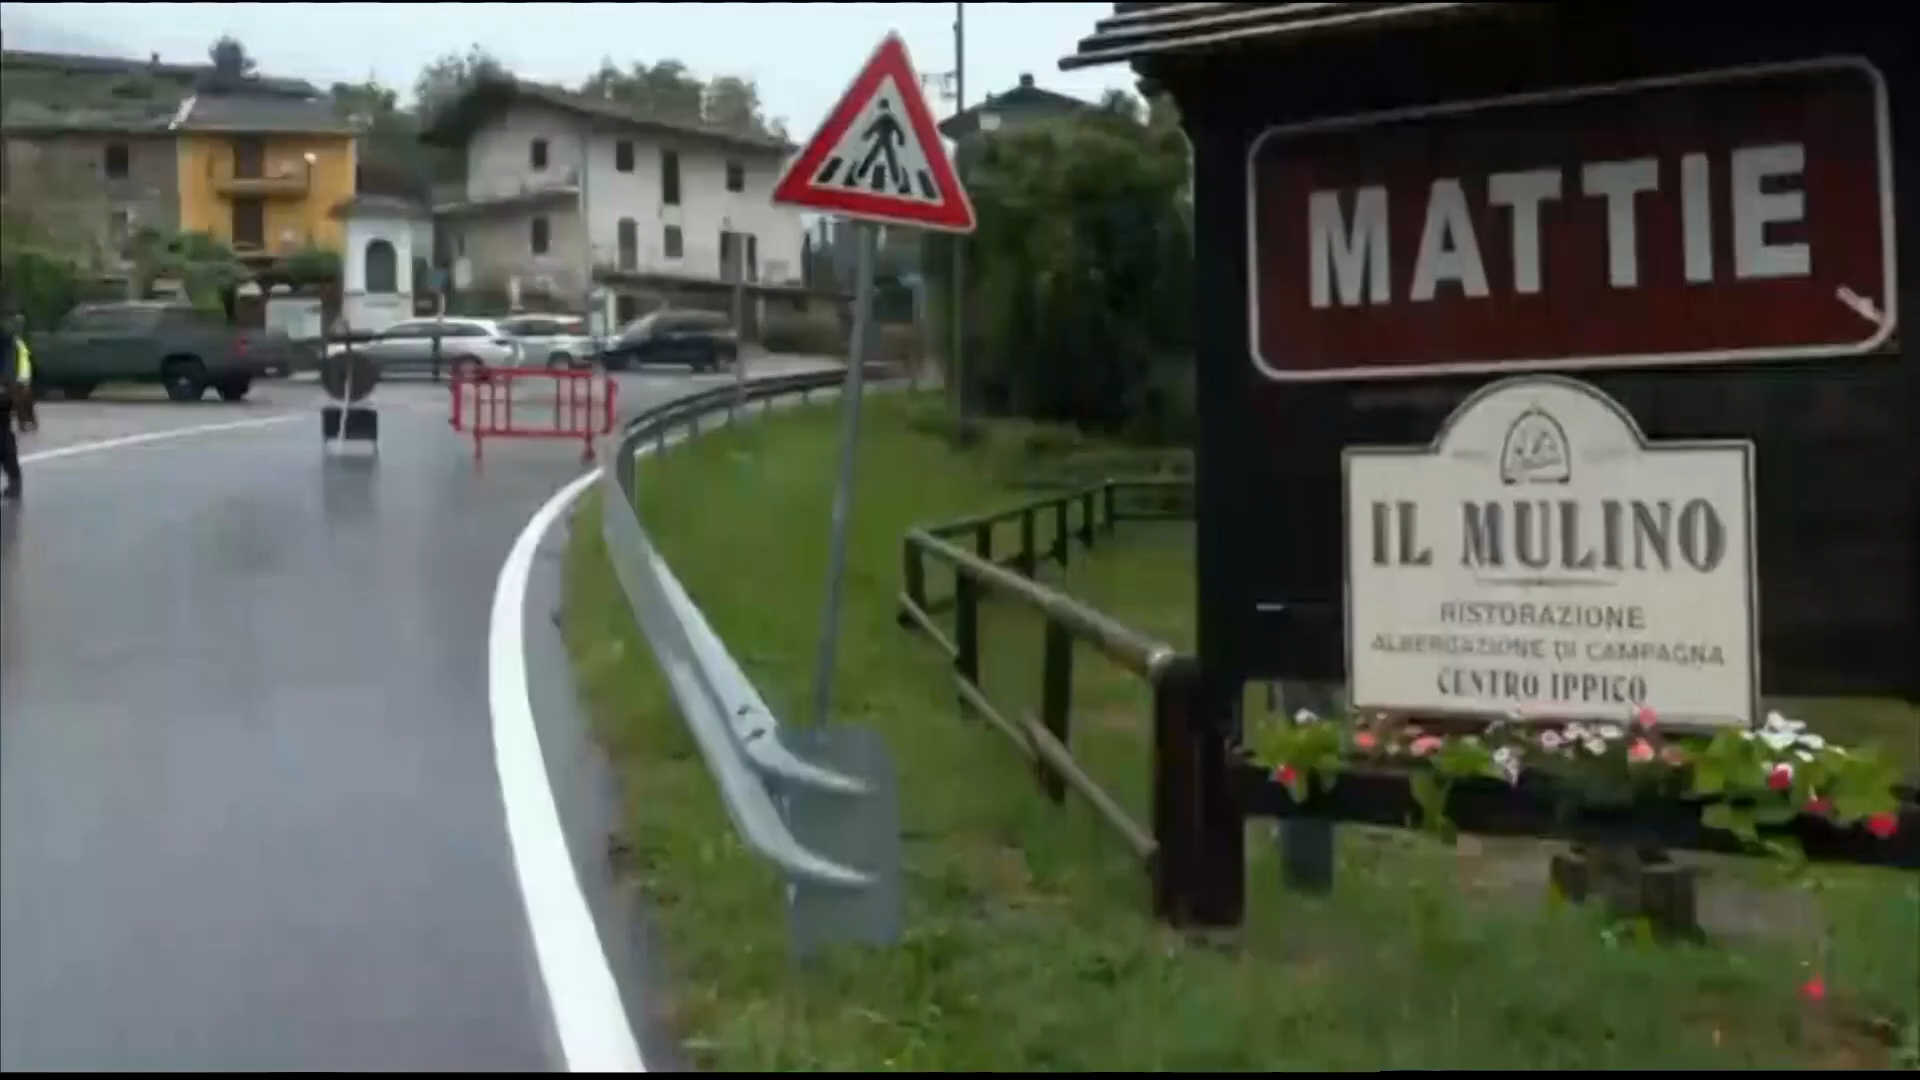 MATTIE
IL MULINO
RISTORAZIONE
ALBERGAZIONE DI CAMPAGNA
CENTRO IPPICO